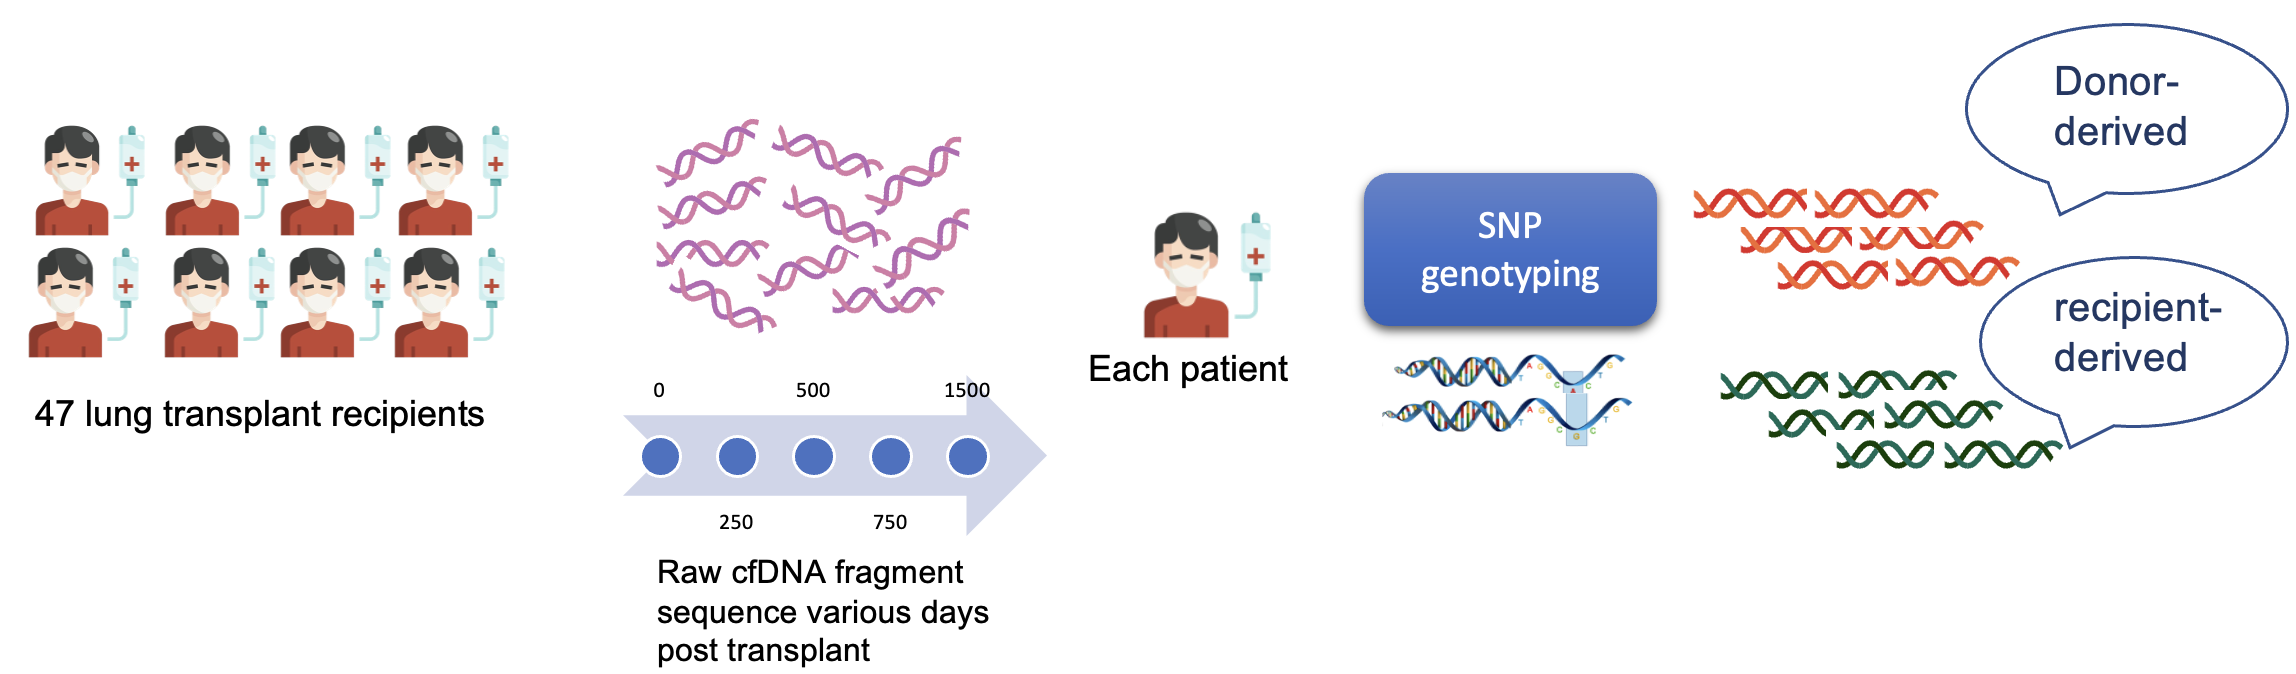 47 lung transplant recipients
0
500
1500
250
750
Raw cfDNA fragment
sequence various days
post transplant
Each patient
SNP
genotyping
T A G C A C T G
T A G C G C T G
Donor-
derived
recipient-
derived